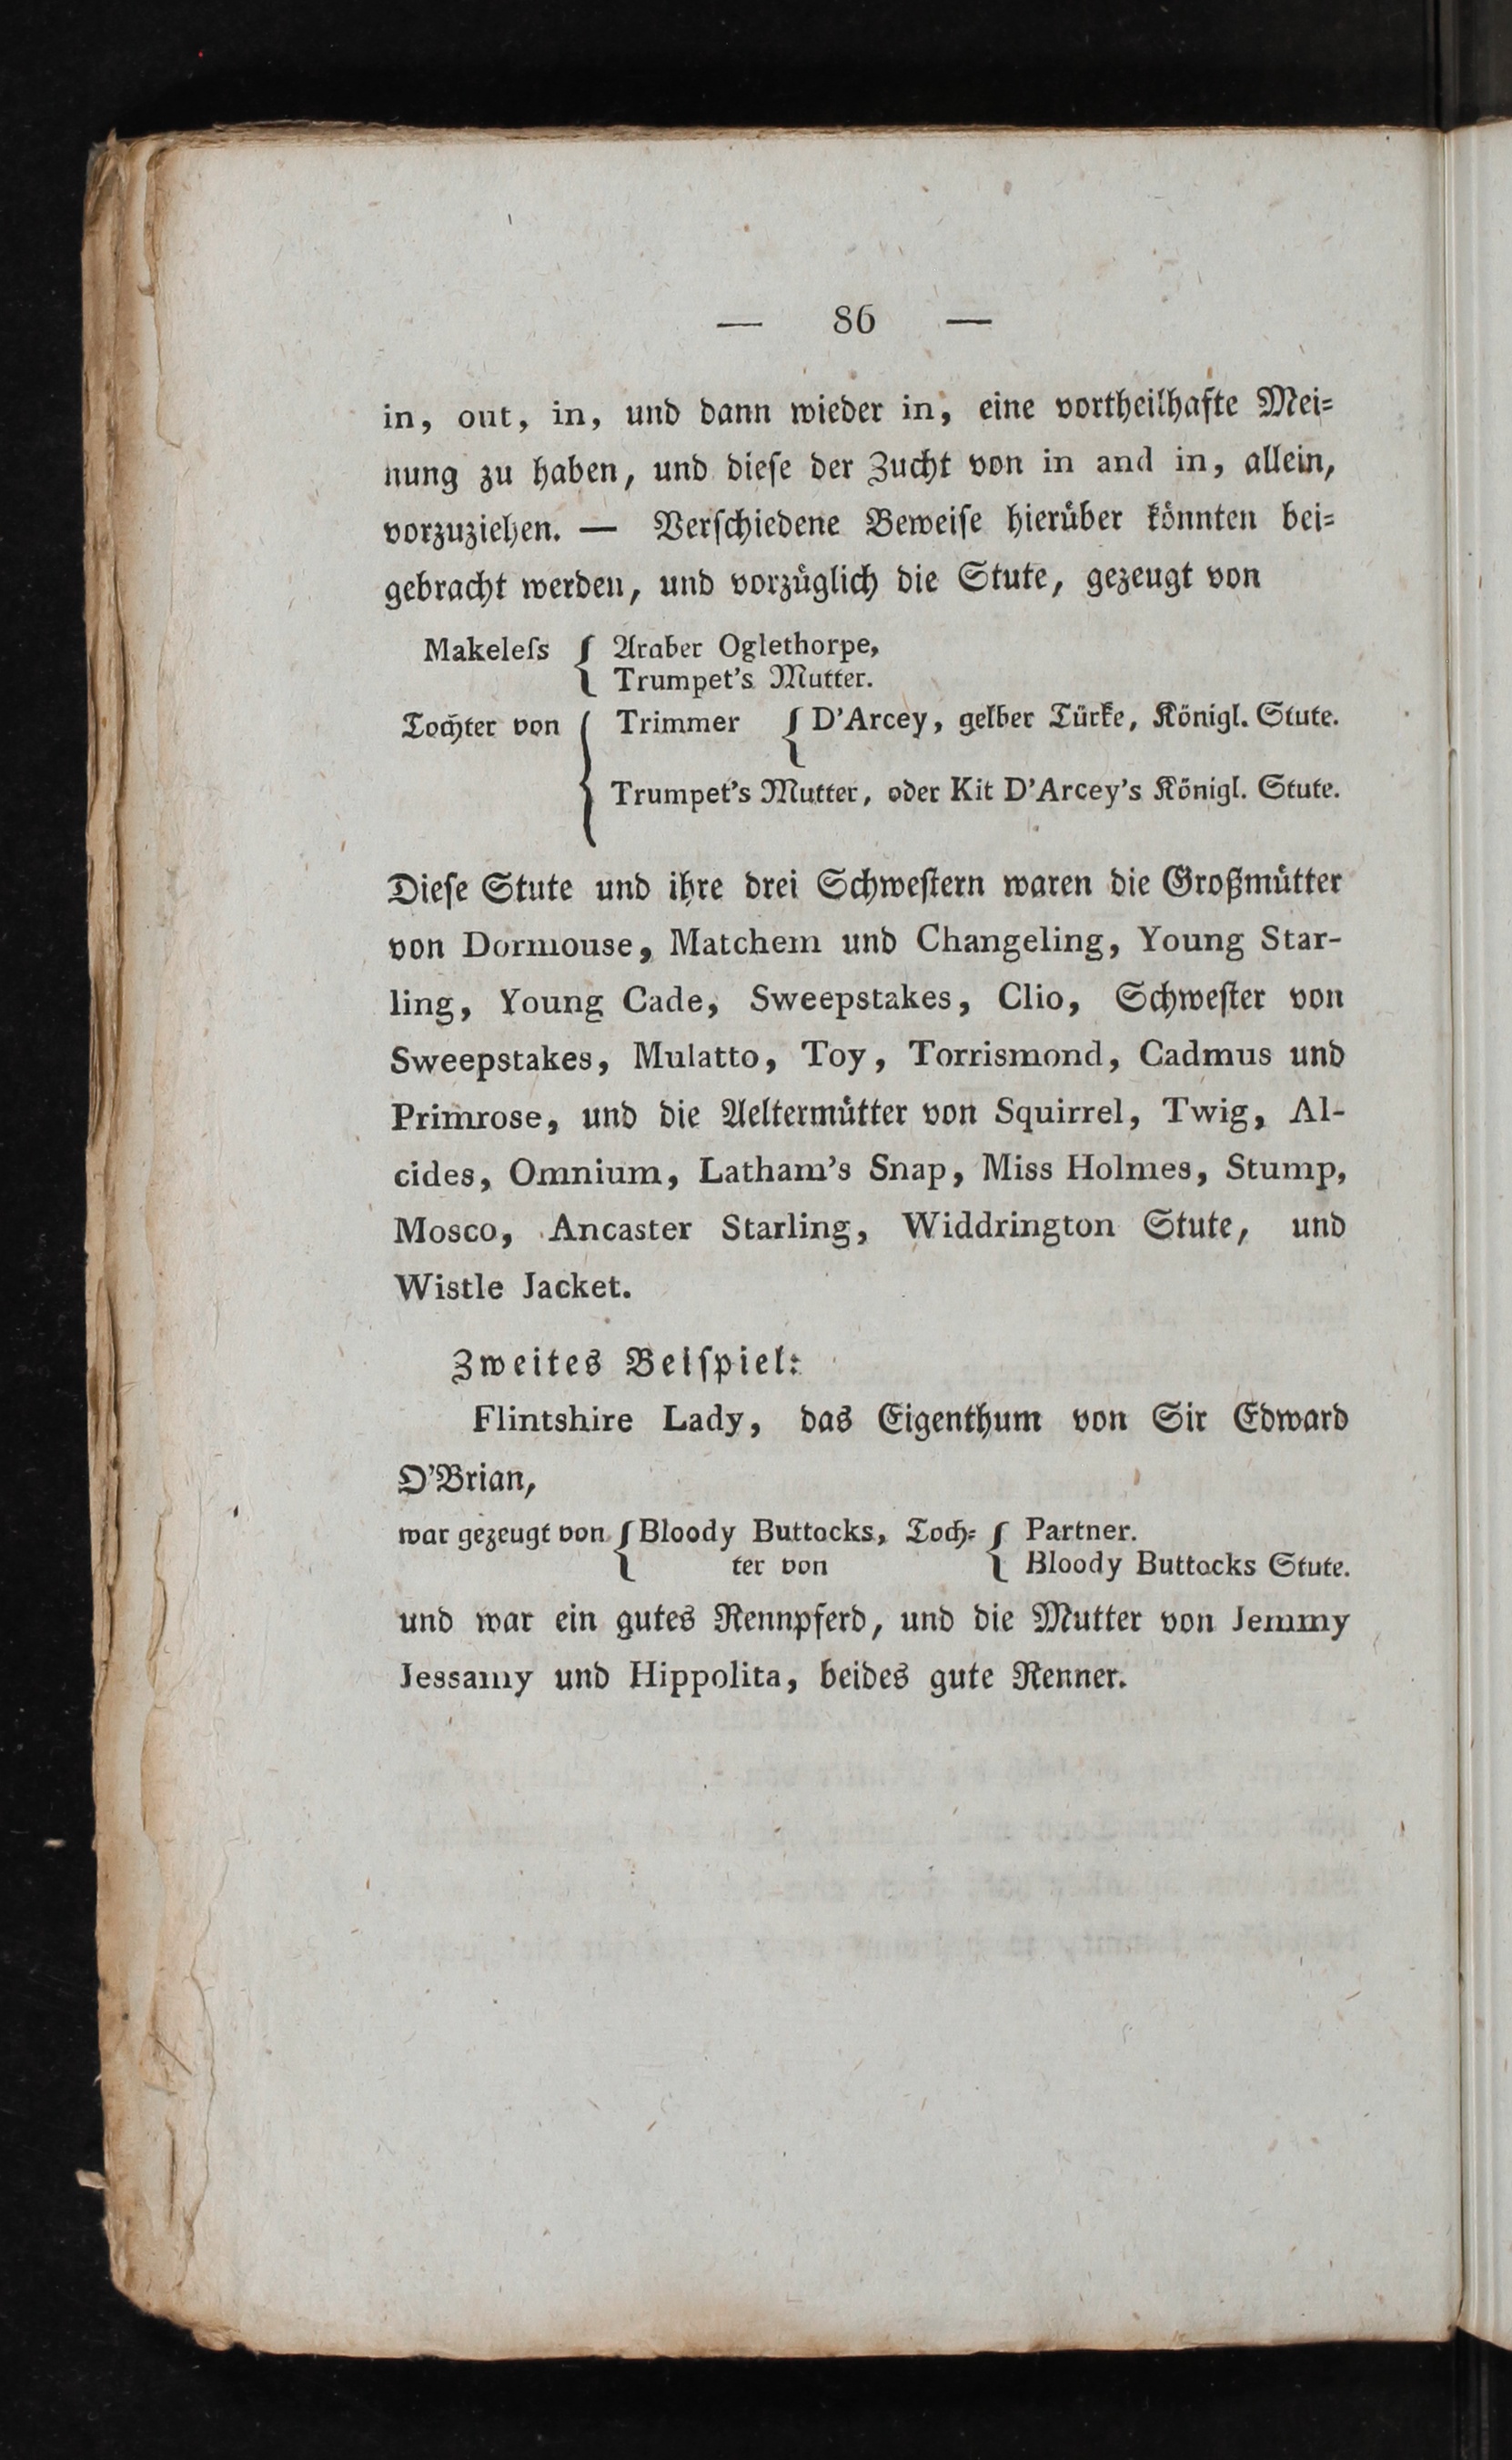 — 86 —
in, out, in, und dann wieder in, eine vortheilhafte Mei=
nung zu haben, und dieſe der Zucht von in and in, allein,
vorzuziehen. — Verſchiedene Beweiſe hierüber könnten bei=
gebracht werden, und vorzüglich die Stute, gezeugt von
Makeleſs { Araber Oglethorpe,
Trumpet's Mutter.
Tochter von { Trimmer { D'Arcey, gelber Türke, Königl. Stute.
Trumpet's Mutter, oder Kit D'Arcey's Königl. Stute.
Dieſe Stute und ihre drei Schweſtern waren die Großmütter
von Dormouse, Matchem und Changeling, Young Star-
ling, Young Cade, Sweepstakes, Clio, Schweſter von
Sweepstakes, Mulatto, Toy, Torrismond, Cadmus und
Primrose, und die Aeltermütter von Squirrel, Twig, Al-
cides, Omnium, Latham's Snap, Miss Holmes, Stump,
Mosco, Ancaster Starling, Widdrington Stute, und
Wistle Jacket.
Zweites Beiſpiel:
Flintshire Lady, das Eigenthum von Sir Edward
O'Brian,
war gezeugt von { Bloody Buttocks, Toch= { Partner.
ter von Bloody Buttocks Stute.
und war ein gutes Rennpferd, und die Mutter von Jemmy
Jessamy und Hippolita, beides gute Renner.